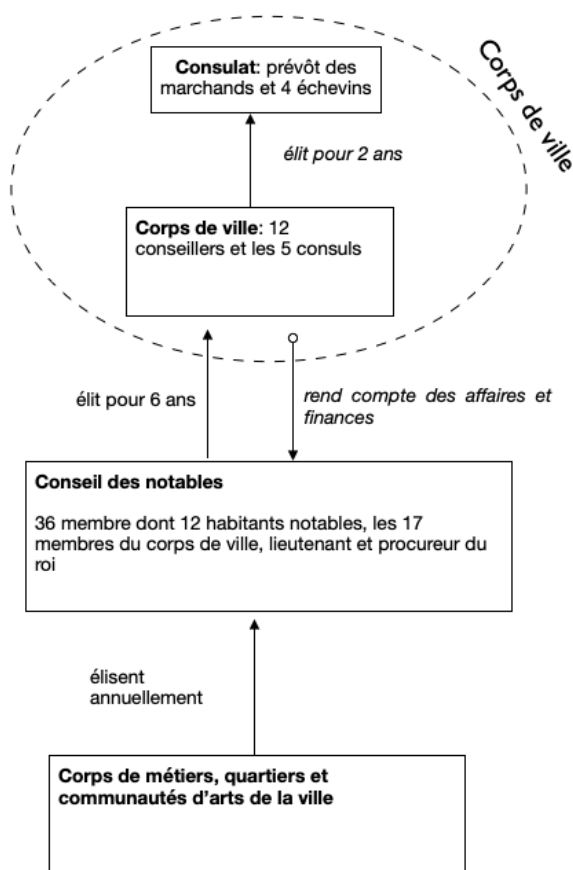 Consulat: prévôt des
marchands et 4 échevins
Corps de ville
élit pour 2 ans
Corps de ville: 12
conseillers et les 5 consuls
élit pour 6 ans
rend compte des affaires et
finances
Conseil des notables
36 membre dont 12 habitants notables, les 17
membres du corps de ville, lieutenant et procureur du
roi
élisent
annuellement
Corps de métiers, quartiers et
communautés d'arts de la ville